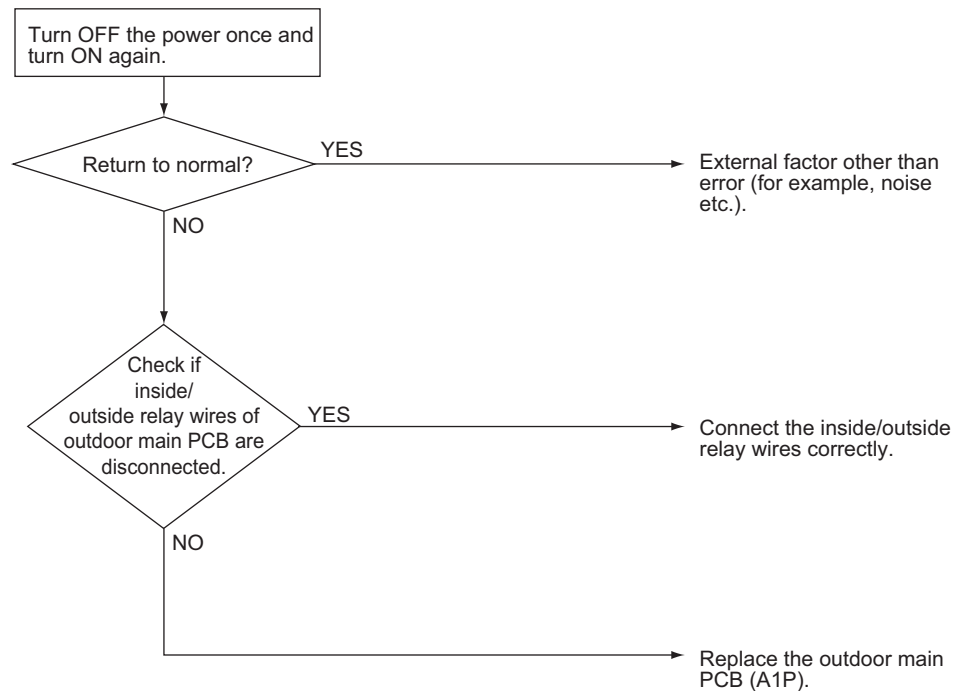 Turn OFF the power once and
turn ON again.
Return to normal?
YES
External factor other than
error (for example, noise
etc.).
NO
Check if
inside/
outside relay wires of
outdoor main PCB are
disconnected.
YES
Connect the inside/outside
relay wires correctly.
NO
Replace the outdoor main
PCB (A1P).